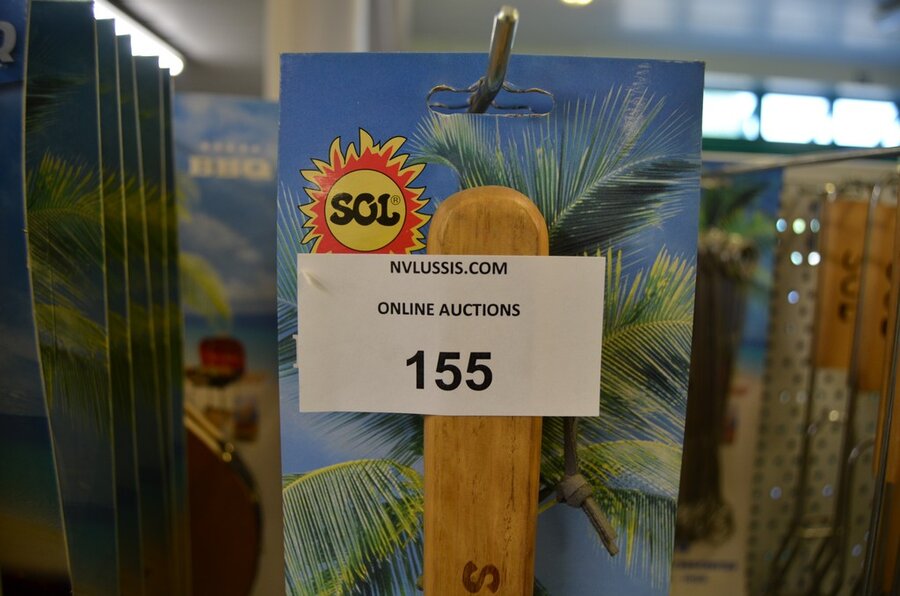 Q
BBQ
SOL®
NVLUSSIS.COM
ONLINE AUCTIONS
155
S